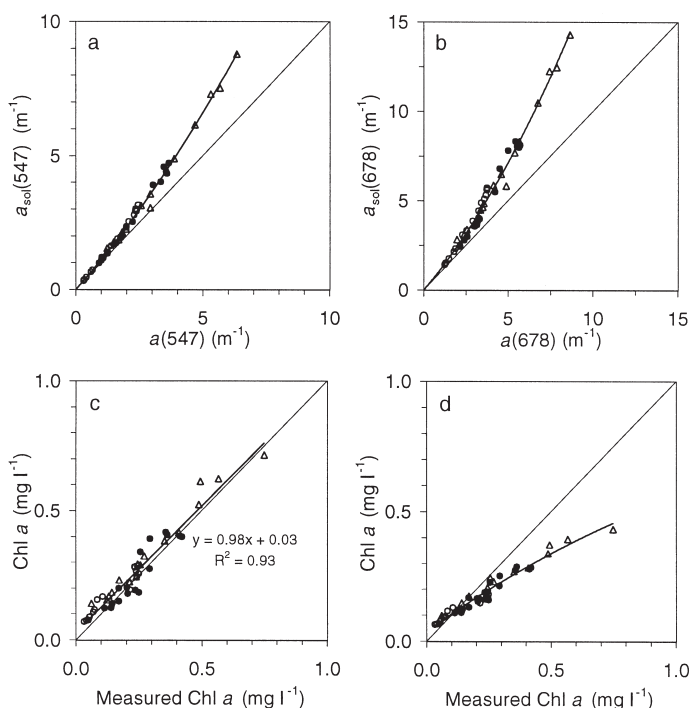 a
10
5
0
a_sol(547) (m⁻¹)
0 5 10
a(547) (m⁻¹)
b
15
10
5
0
a_sol(678) (m⁻¹)
0 5 10 15
a(678) (m⁻¹)
c
1.0
0.5
0.0
Chl a (mg l⁻¹)
y = 0.98x + 0.03
R² = 0.93
0.0 0.5 1.0
Measured Chl a (mg l⁻¹)
d
1.0
0.5
0.0
Chl a (mg l⁻¹)
0.0 0.5 1.0
Measured Chl a (mg l⁻¹)